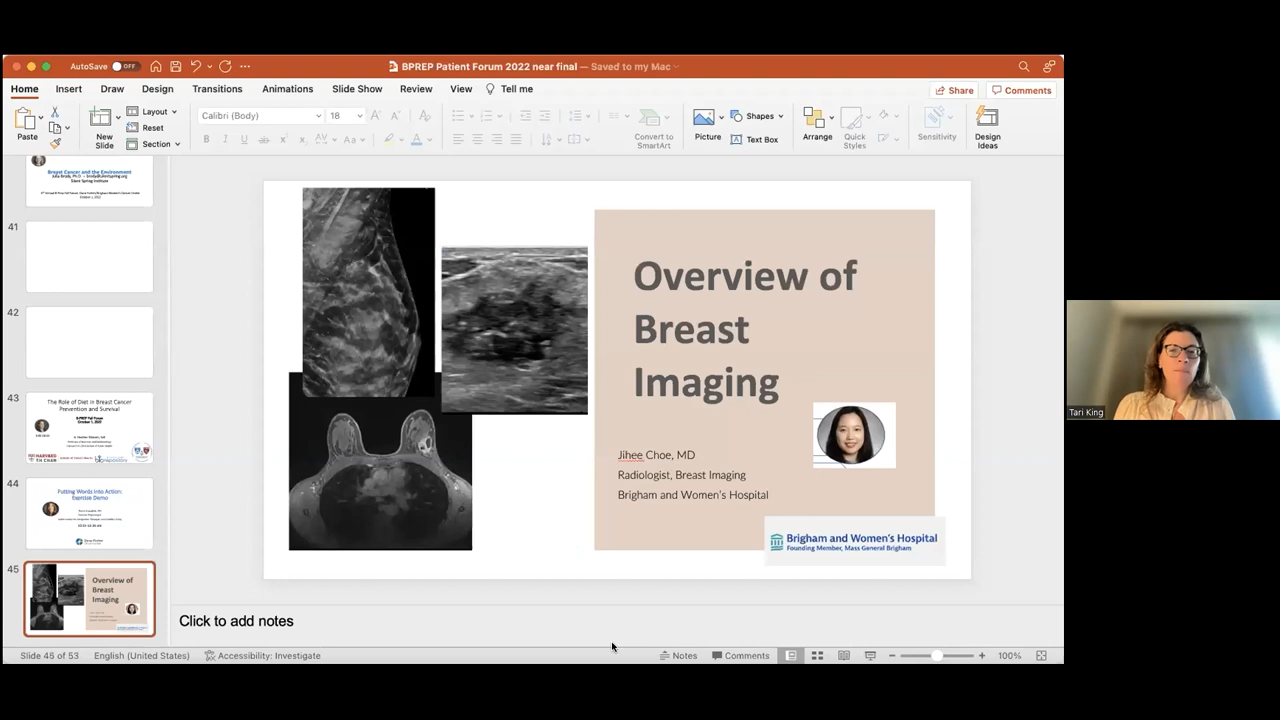 AutoSave OFF
BPREP Patient Forum 2022 near final — Saved to my Mac
Home Insert Draw Design Transitions Animations Slide Show Review View Tell me
Share Comments
Paste
New Slide
Layout
Reset
Section
Calibri (Body) 18
Convert to SmartArt
Picture
Shapes
Text Box
Arrange
Quick Styles
Sensitivity
Design Ideas
Breast Cancer and the Environment
Silent Spring Institute
41
42
43
The Role of Diet in Breast Cancer
Prevention and Survival
October 1, 2022
44
Putting Words into Action:
Exercise Demo
45
Overview of
Breast
Imaging
Overview of
Breast
Imaging
Jihee Choe, MD
Radiologist, Breast Imaging
Brigham and Women's Hospital
Brigham and Women's Hospital
Founding Member, Mass General Brigham
Click to add notes
Slide 45 of 53 English (United States) Accessibility: Investigate
Notes Comments 100%
Tari King